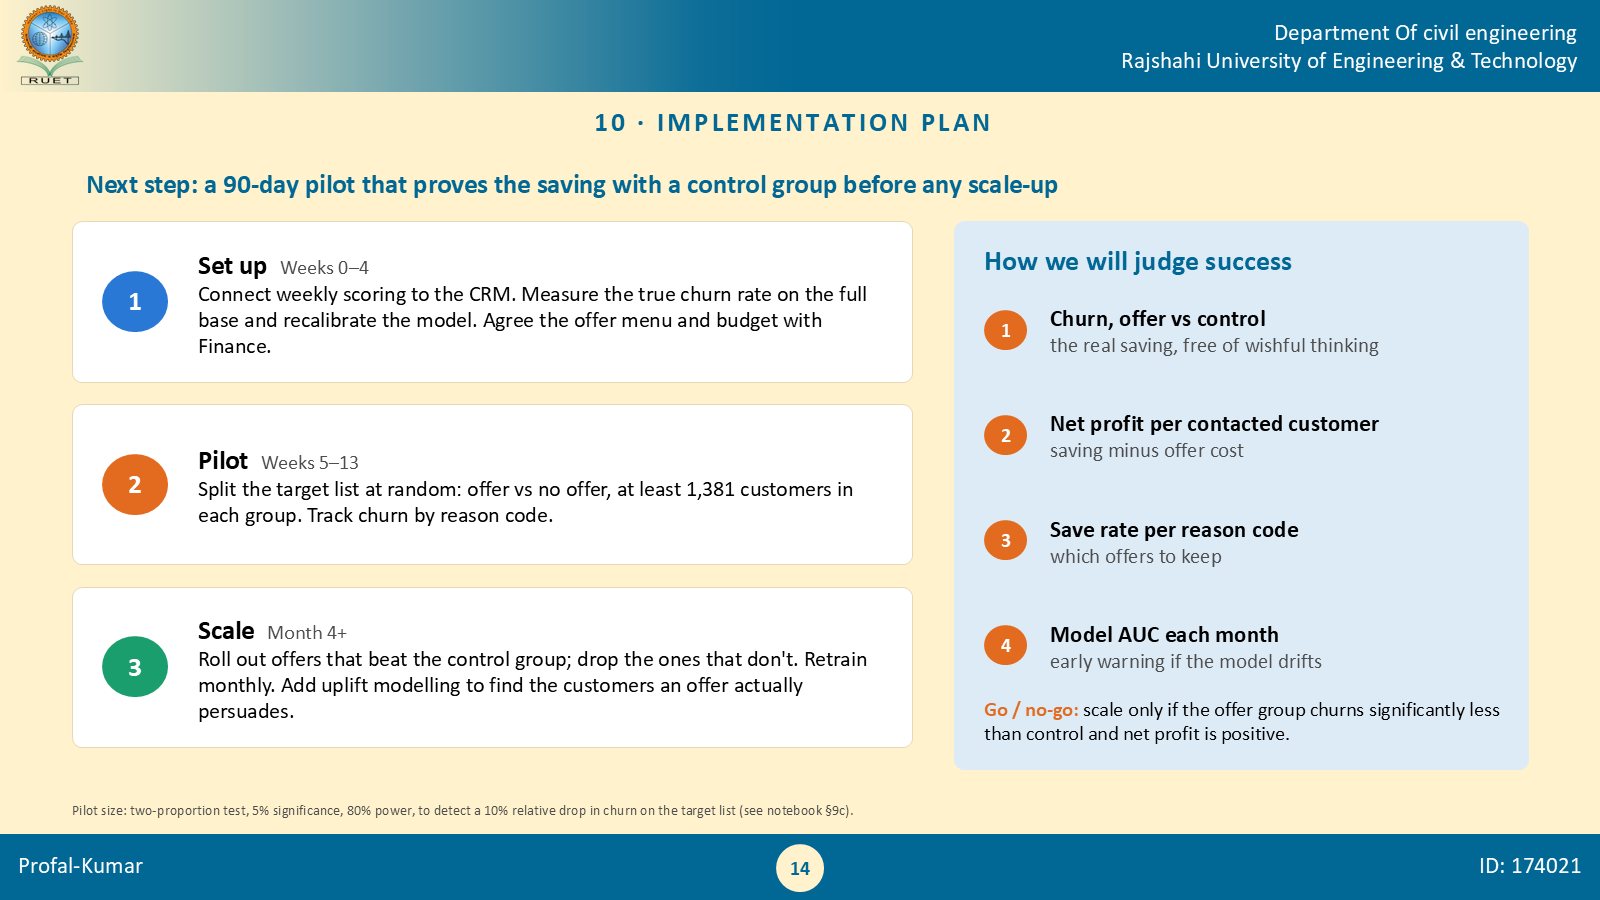 RUET
Department Of civil engineering
Rajshahi University of Engineering & Technology
10 · IMPLEMENTATION PLAN
Next step: a 90-day pilot that proves the saving with a control group before any scale-up
1
Set up Weeks 0–4
Connect weekly scoring to the CRM. Measure the true churn rate on the full
base and recalibrate the model. Agree the offer menu and budget with
Finance.
2
Pilot Weeks 5–13
Split the target list at random: offer vs no offer, at least 1,381 customers in
each group. Track churn by reason code.
3
Scale Month 4+
Roll out offers that beat the control group; drop the ones that don't. Retrain
monthly. Add uplift modelling to find the customers an offer actually
persuades.
How we will judge success
1
Churn, offer vs control
the real saving, free of wishful thinking
2
Net profit per contacted customer
saving minus offer cost
3
Save rate per reason code
which offers to keep
4
Model AUC each month
early warning if the model drifts
Go / no-go: scale only if the offer group churns significantly less
than control and net profit is positive.
Pilot size: two-proportion test, 5% significance, 80% power, to detect a 10% relative drop in churn on the target list (see notebook §9c).
Profal-Kumar
14
ID: 174021